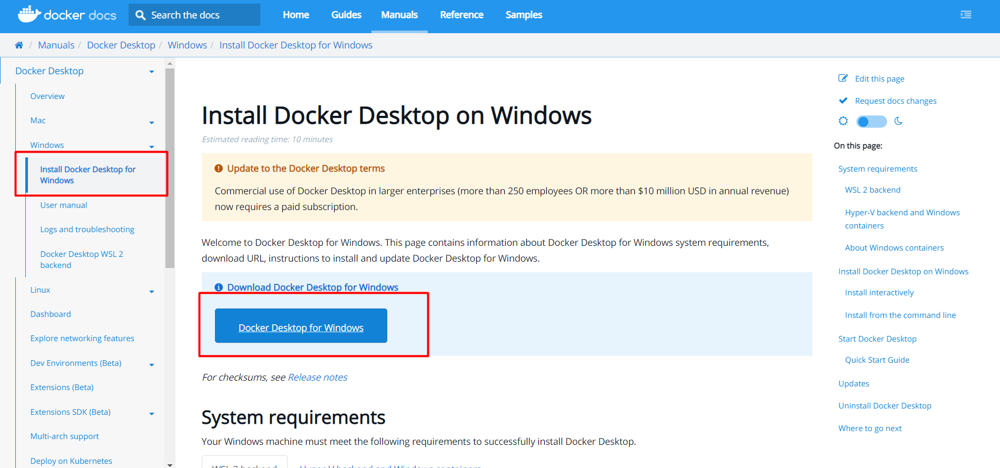 docker docs
Search the docs
Home
Guides
Manuals
Reference
Samples
/ Manuals / Docker Desktop / Windows / Install Docker Desktop for Windows
Docker Desktop
Overview
Mac
Windows
Install Docker Desktop for
Windows
User manual
Logs and troubleshooting
Docker Desktop WSL 2
backend
Linux
Dashboard
Explore networking features
Dev Environments (Beta)
Extensions (Beta)
Extensions SDK (Beta)
Multi-arch support
Deploy on Kubernetes
Install Docker Desktop on Windows
Estimated reading time: 10 minutes
Update to the Docker Desktop terms
Commercial use of Docker Desktop in larger enterprises (more than 250 employees OR more than $10 million USD in annual revenue)
now requires a paid subscription.
Welcome to Docker Desktop for Windows. This page contains information about Docker Desktop for Windows system requirements,
download URL, instructions to install and update Docker Desktop for Windows.
Download Docker Desktop for Windows
Docker Desktop for Windows
For checksums, see Release notes
System requirements
Your Windows machine must meet the following requirements to successfully install Docker Desktop.
WSL 2 backend
Hyper-V backend and Windows containers
Edit this page
Request docs changes
On this page:
System requirements
WSL 2 backend
Hyper-V backend and Windows
containers
About Windows containers
Install Docker Desktop on Windows
Install interactively
Install from the command line
Start Docker Desktop
Quick Start Guide
Updates
Uninstall Docker Desktop
Where to go next